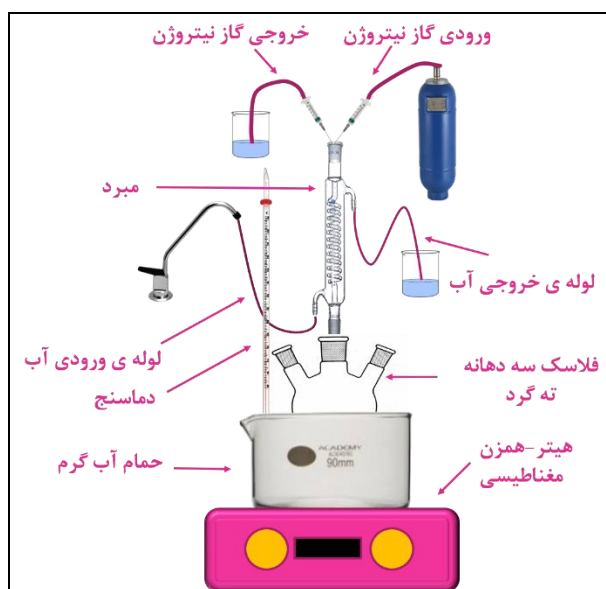 خروجی گاز نیتروژن
ورودی گاز نیتروژن
مبرد
لوله ی خروجی آب
لوله ی ورودی آب
دماسنج
فلاسک سه دهانه
ته گرد
حمام آب گرم
هیتر-همزن
مغناطیسی
ACADEMY
90mm